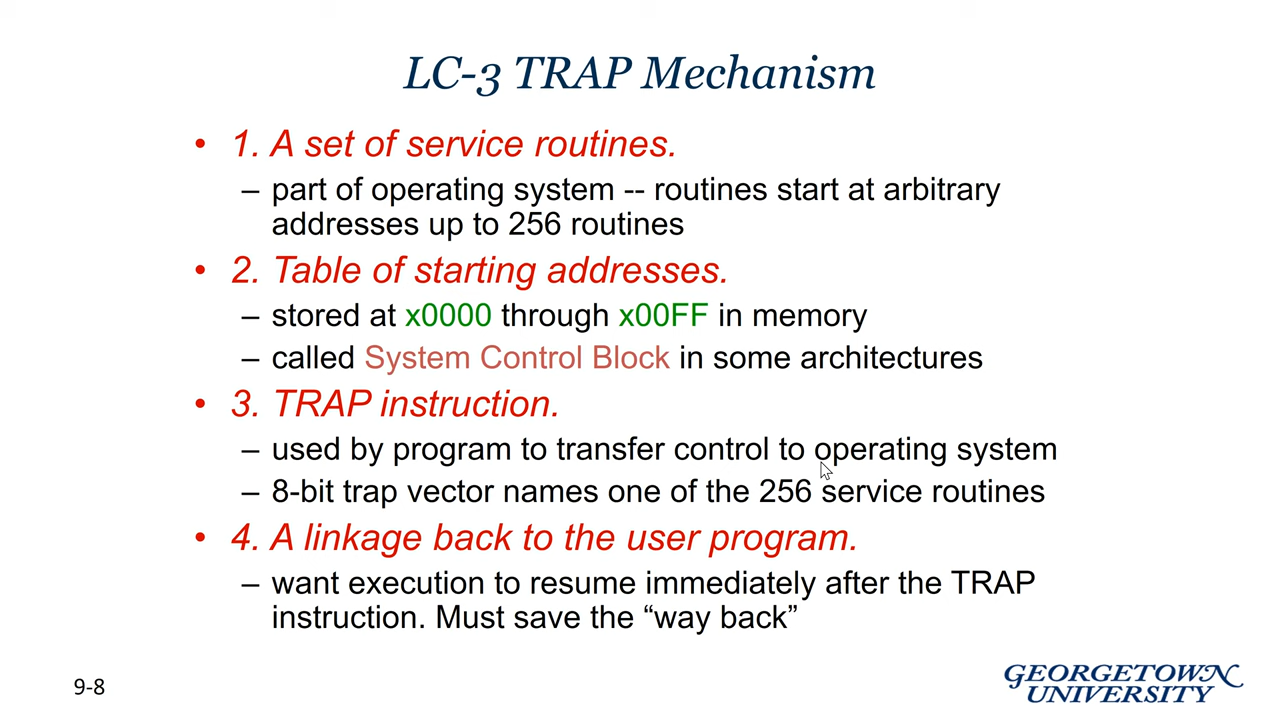 LC-3 TRAP Mechanism
• 1. A set of service routines.
– part of operating system -- routines start at arbitrary
addresses up to 256 routines
• 2. Table of starting addresses.
– stored at x0000 through x00FF in memory
– called System Control Block in some architectures
• 3. TRAP instruction.
– used by program to transfer control to operating system
– 8-bit trap vector names one of the 256 service routines
• 4. A linkage back to the user program.
– want execution to resume immediately after the TRAP
instruction. Must save the “way back”
9-8
GEORGETOWN
UNIVERSITY